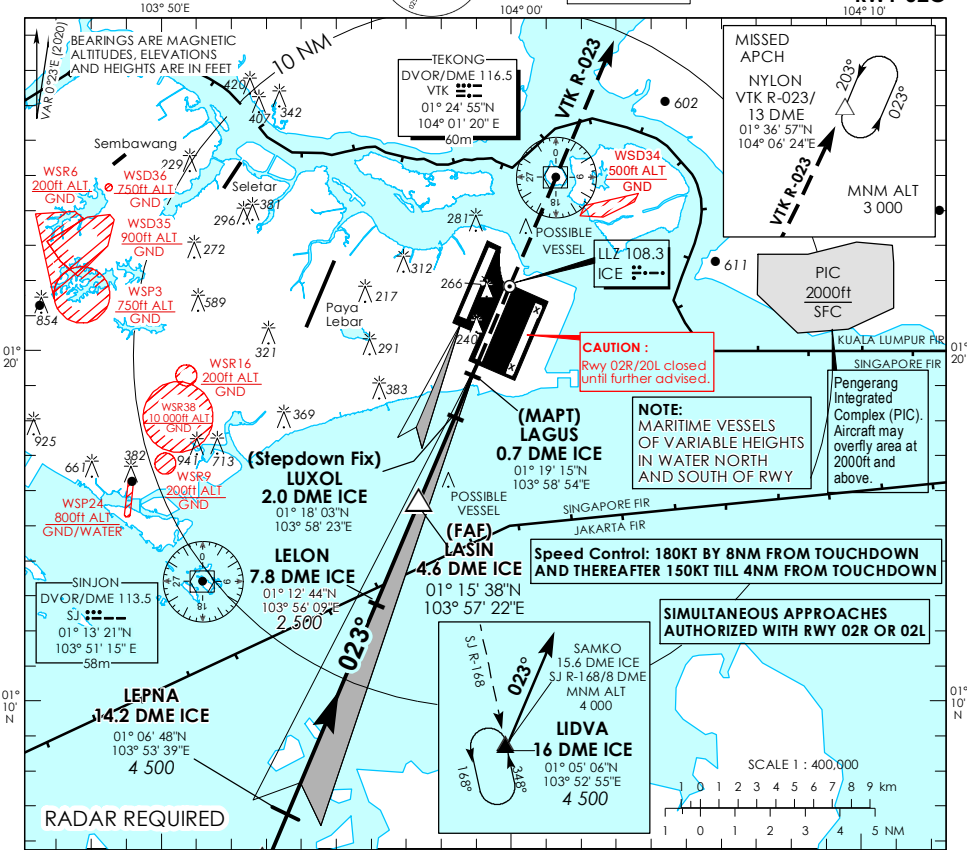 103° 50'E
104° 00'
104° 10'
RWY 02C
VAR 0°23'E (2020)
BEARINGS ARE MAGNETIC
ALTITUDES, ELEVATIONS
AND HEIGHTS ARE IN FEET
10 NM
TEKONG
DVOR/DME 116.5
VTK
01° 24' 55"N
104° 01' 20" E
60m
VTK R-023
MISSED
APCH
NYLON
VTK R-023/
13 DME
01° 36' 57"N
104° 06' 24"E
203°
023°
VTK R-023
MNM ALT
3 000
420
407
342
602
Sembawang
229
Seletar
296
381
WSR6
200ft ALT
GND
WSD36
750ft ALT
GND
WSD35
900ft ALT
GND
WSP3
750ft ALT
GND
WSD34
500ft ALT
GND
0
9
18
27
281
POSSIBLE
VESSEL
LLZ 108.3
ICE
272
312
266
611
PIC
2000ft
SFC
589
217
Paya
Lebar
854
321
291
240
X
X
KUALA LUMPUR FIR
SINGAPORE FIR
01°
20'
01°
20'
CAUTION :
Rwy 02R/20L closed
until further advised.
WSR16
200ft ALT
GND
WSR38
10 000ft ALT
GND
383
369
925
382
661
941
713
WSR9
200ft ALT
GND
WSP24
800ft ALT
GND/WATER
(MAPT)
LAGUS
0.7 DME ICE
01° 19' 15"N
103° 58' 54"E
NOTE:
MARITIME VESSELS
OF VARIABLE HEIGHTS
IN WATER NORTH
AND SOUTH OF RWY
Pengerang
Integrated
Complex (PIC).
Aircraft may
overfly area at
2000ft and
above.
(Stepdown Fix)
LUXOL
2.0 DME ICE
01° 18' 03"N
103° 58' 23"E
POSSIBLE
VESSEL
SINGAPORE FIR
JAKARTA FIR
(FAF)
LASIN
4.6 DME ICE
01° 15' 38"N
103° 57' 22"E
LELON
7.8 DME ICE
01° 12' 44"N
103° 56' 09"E
2 500
Speed Control: 180KT BY 8NM FROM TOUCHDOWN
AND THEREAFTER 150KT TILL 4NM FROM TOUCHDOWN
SINJON
DVOR/DME 113.5
SJ
01° 13' 21"N
103° 51' 15" E
58m
0
9
18
27
SIMULTANEOUS APPROACHES
AUTHORIZED WITH RWY 02R OR 02L
023°
SJ R-168
023°
SAMKO
15.6 DME ICE
SJ R-168/8 DME
MNM ALT
4 000
LIDVA
16 DME ICE
01° 05' 06"N
103° 52' 55"E
4 500
168°
348°
LEPNA
14.2 DME ICE
01° 06' 48"N
103° 53' 39"E
4 500
01°
10'
N
01°
10'
N
RADAR REQUIRED
SCALE 1 : 400,000
1 0 1 2 3 4 5 6 7 8 9 km
1 0 1 2 3 4 5 NM